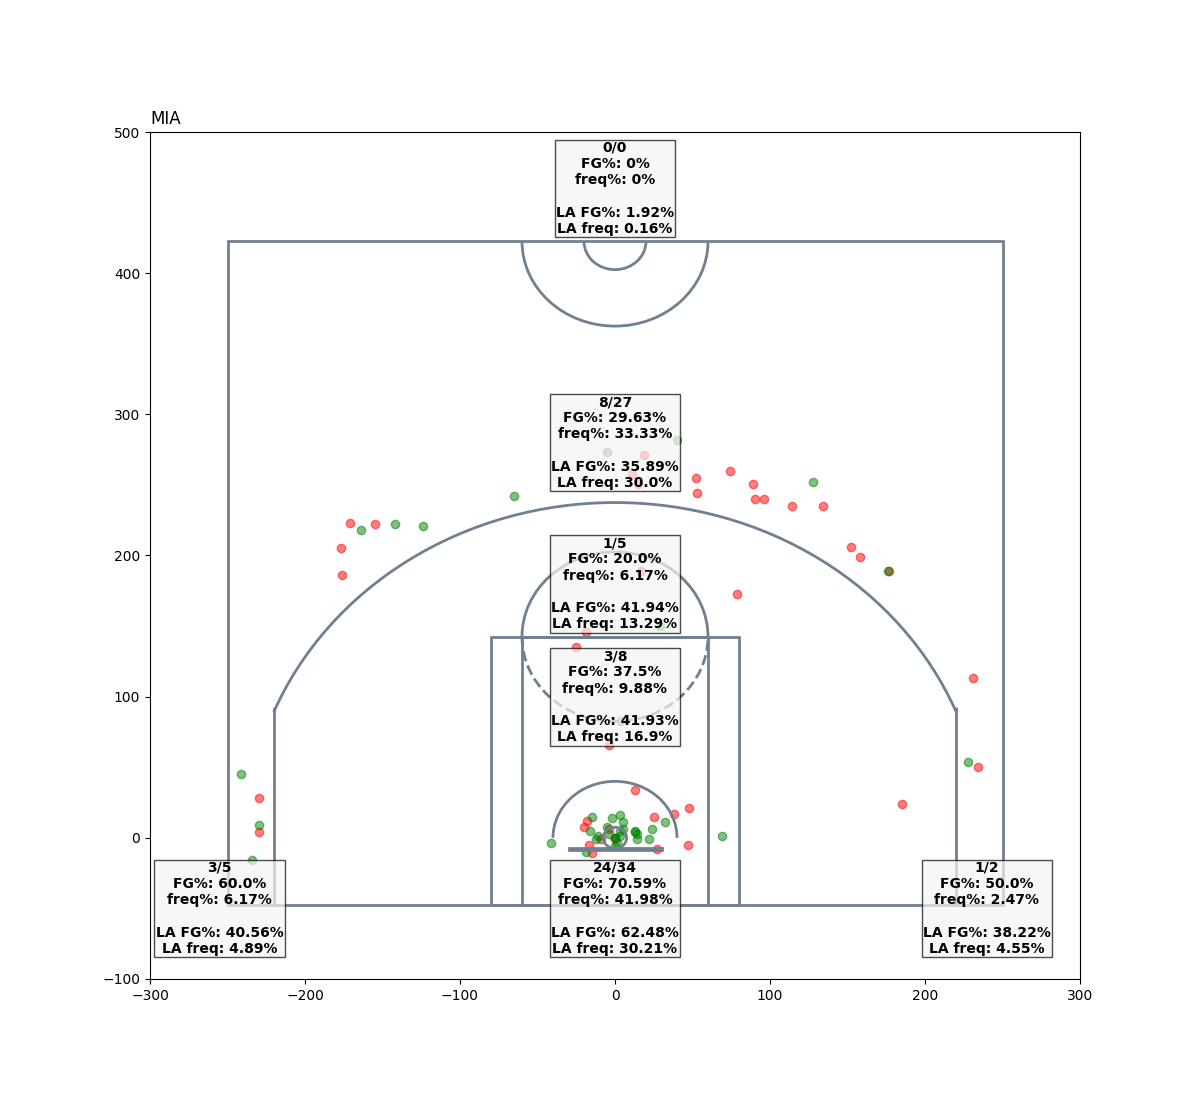 MIA
500
0/0
FG%: 0%
freq%: 0%
LA FG%: 1.92%
LA freq: 0.16%
400
300
8/27
FG%: 29.63%
freq%: 33.33%
LA FG%: 35.89%
LA freq: 30.0%
200
1/5
FG%: 20.0%
freq%: 6.17%
LA FG%: 41.94%
LA freq: 13.29%
3/8
FG%: 37.5%
freq%: 9.88%
LA FG%: 41.93%
LA freq: 16.9%
100
0
3/5
FG%: 60.0%
freq%: 6.17%
LA FG%: 40.56%
LA freq: 4.89%
24/34
FG%: 70.59%
freq%: 41.98%
LA FG%: 62.48%
LA freq: 30.21%
1/2
FG%: 50.0%
freq%: 2.47%
LA FG%: 38.22%
LA freq: 4.55%
−100
−300 −200 −100 0 100 200 300